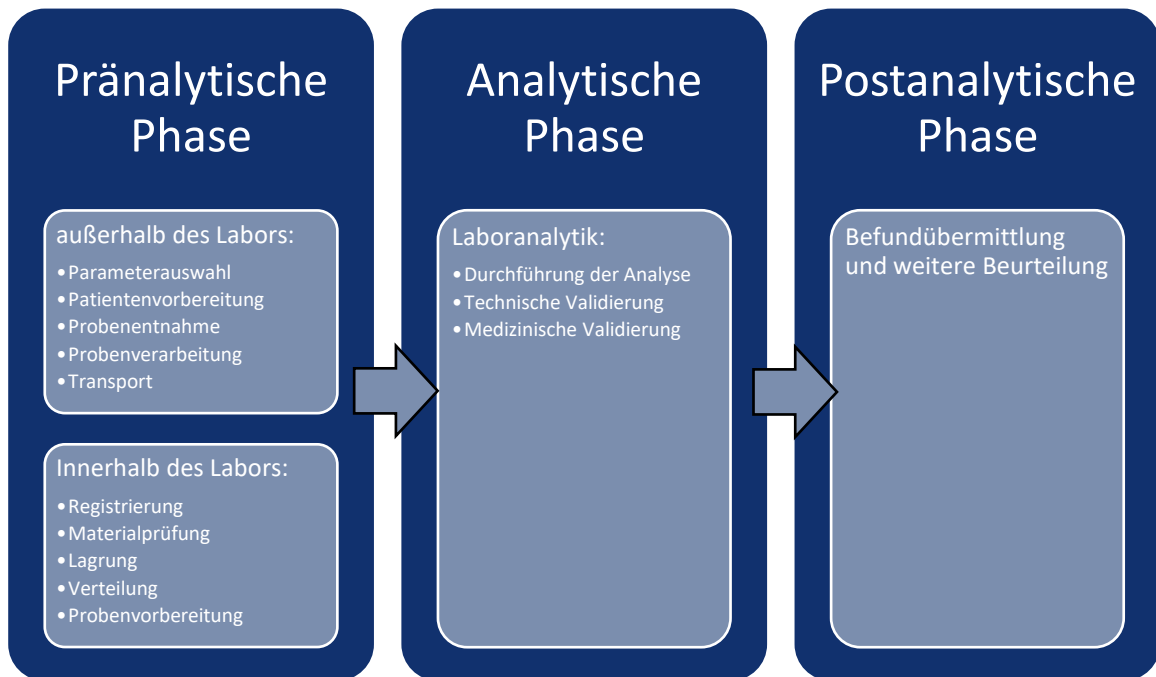 Pränalytische
Phase
außerhalb des Labors:
•Parameterauswahl
•Patientenvorbereitung
•Probenentnahme
•Probenverarbeitung
•Transport
Innerhalb des Labors:
•Registrierung
•Materialprüfung
•Lagrung
•Verteilung
•Probenvorbereitung
Analytische
Phase
Laboranalytik:
•Durchführung der Analyse
•Technische Validierung
•Medizinische Validierung
Postanalytische
Phase
Befundübermittlung
und weitere Beurteilung